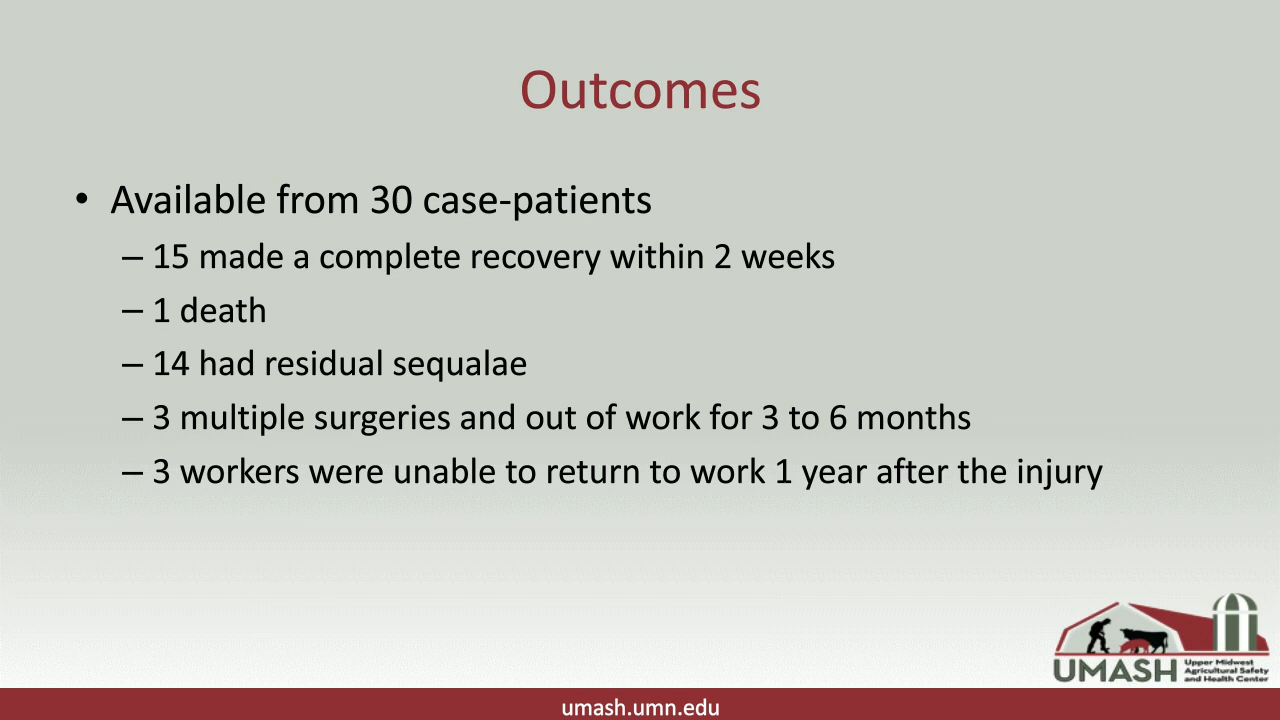 Outcomes
• Available from 30 case-patients
– 15 made a complete recovery within 2 weeks
– 1 death
– 14 had residual sequalae
– 3 multiple surgeries and out of work for 3 to 6 months
– 3 workers were unable to return to work 1 year after the injury
UMASH
Upper Midwest
Agricultural Safety
and Health Center
umash.umn.edu